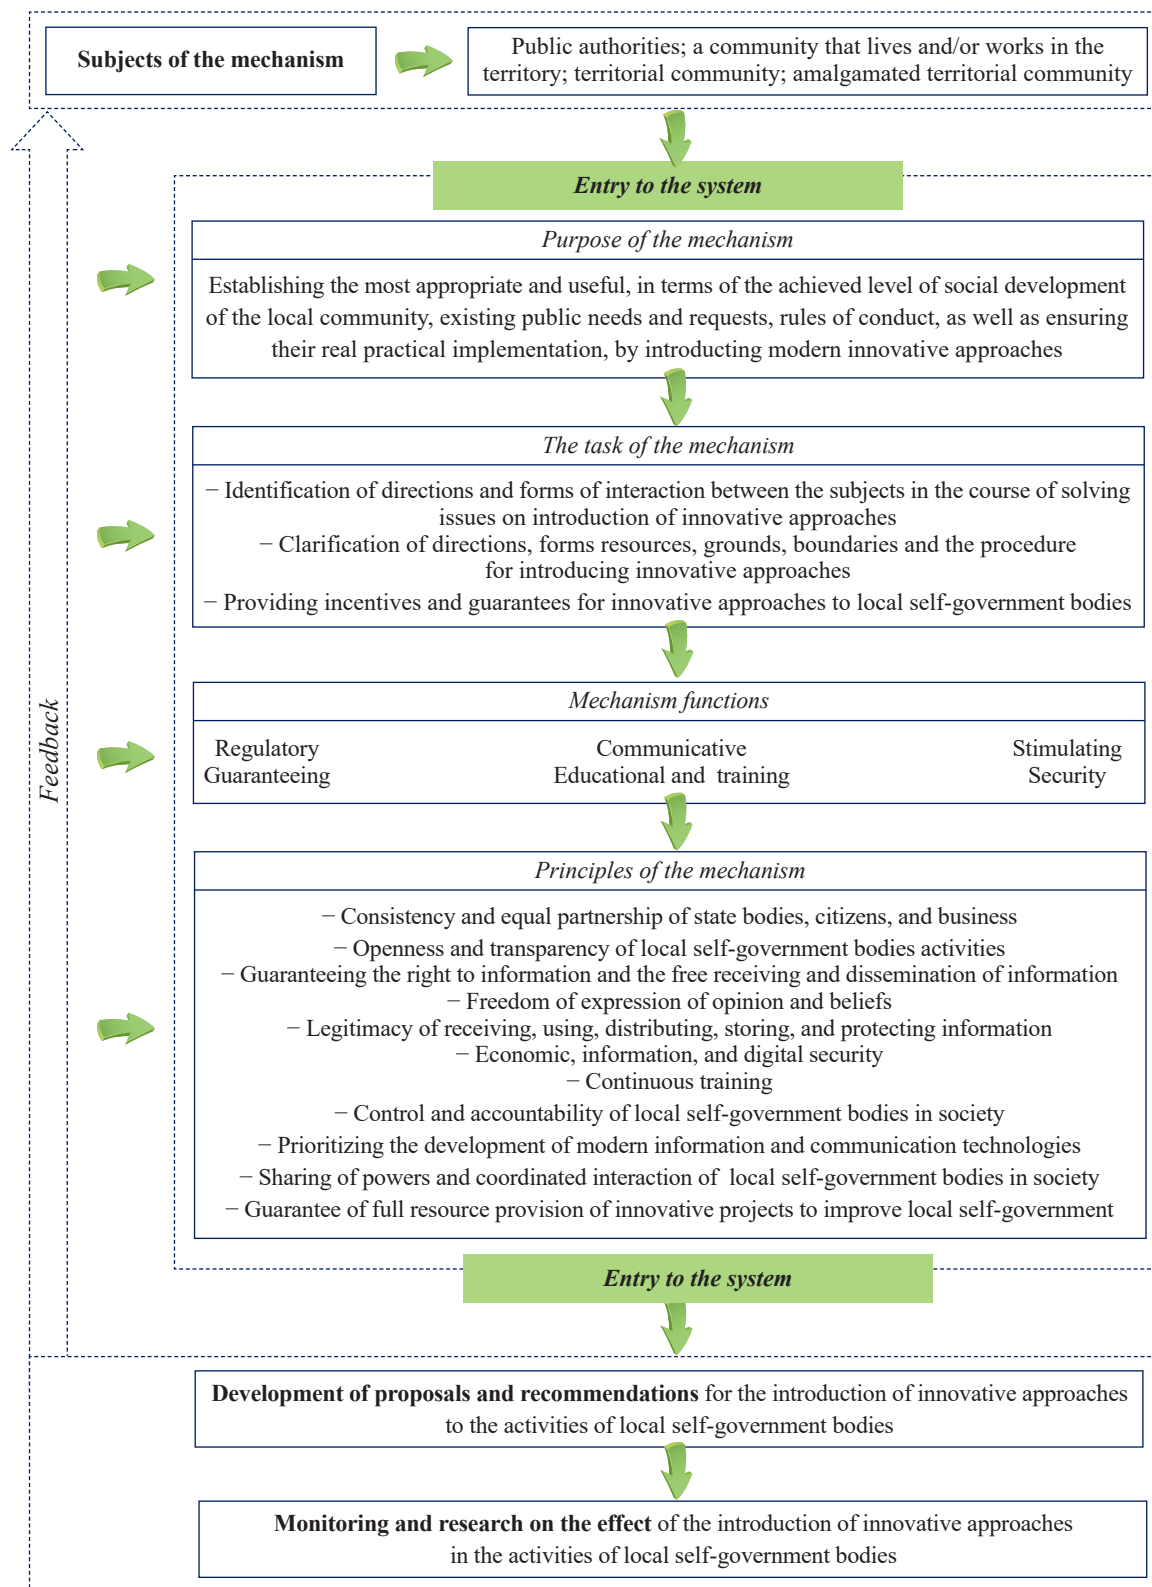 Subjects of the mechanism
Public authorities; a community that lives and/or works in the
territory; territorial community; amalgamated territorial community
Entry to the system
Purpose of the mechanism
Establishing the most appropriate and useful, in terms of the achieved level of social development
of the local community, existing public needs and requests, rules of conduct, as well as ensuring
their real practical implementation, by introducting modern innovative approaches
The task of the mechanism
− Identification of directions and forms of interaction between the subjects in the course of solving
issues on introduction of innovative approaches
− Clarification of directions, forms resources, grounds, boundaries and the procedure
for introducing innovative approaches
− Providing incentives and guarantees for innovative approaches to local self-government bodies
Feedback
Mechanism functions
Regulatory Communicative Stimulating
Guaranteeing Educational and training Security
Principles of the mechanism
− Consistency and equal partnership of state bodies, citizens, and business
− Openness and transparency of local self-government bodies activities
− Guaranteeing the right to information and the free receiving and dissemination of information
− Freedom of expression of opinion and beliefs
− Legitimacy of receiving, using, distributing, storing, and protecting information
− Economic, information, and digital security
− Continuous training
− Control and accountability of local self-government bodies in society
− Prioritizing the development of modern information and communication technologies
− Sharing of powers and coordinated interaction of local self-government bodies in society
− Guarantee of full resource provision of innovative projects to improve local self-government
Entry to the system
Development of proposals and recommendations for the introduction of innovative approaches
to the activities of local self-government bodies
Monitoring and research on the effect of the introduction of innovative approaches
in the activities of local self-government bodies